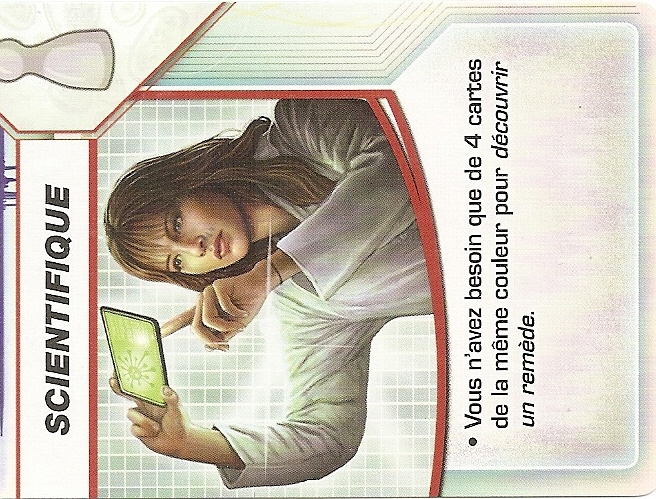 SCIENTIFIQUE
• Vous n'avez besoin que de 4 cartes
de la même couleur pour découvrir
un remède.